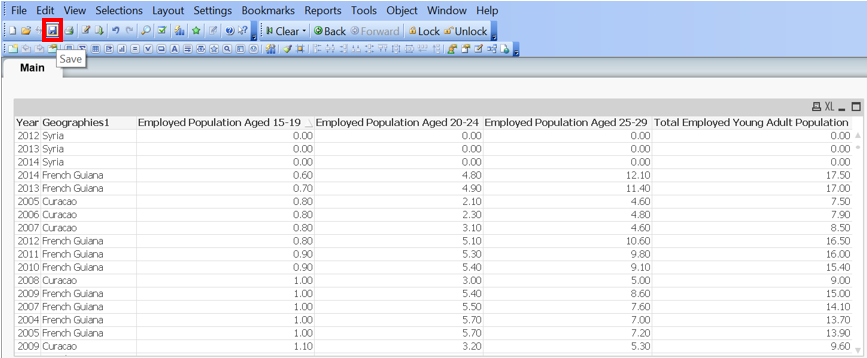 File Edit View Selections Layout Settings Bookmarks Reports Tools Object Window Help
Clear Back Forward Lock Unlock
Save
Main
XL
Year Geographies1 Employed Population Aged 15-19 Employed Population Aged 20-24 Employed Population Aged 25-29 Total Employed Young Adult Population
2012 Syria 0.00 0.00 0.00 0.00
2013 Syria 0.00 0.00 0.00 0.00
2014 Syria 0.00 0.00 0.00 0.00
2014 French Guiana 0.60 4.80 12.10 17.50
2013 French Guiana 0.70 4.90 11.40 17.00
2005 Curacao 0.80 2.10 4.60 7.50
2006 Curacao 0.80 2.30 4.80 7.90
2007 Curacao 0.80 3.10 4.60 8.50
2012 French Guiana 0.80 5.10 10.60 16.50
2011 French Guiana 0.90 5.30 9.80 16.00
2010 French Guiana 0.90 5.40 9.10 15.40
2008 Curacao 1.00 3.00 5.00 9.00
2009 French Guiana 1.00 5.40 8.60 15.00
2007 French Guiana 1.00 5.50 7.60 14.10
2004 French Guiana 1.00 5.70 7.00 13.70
2005 French Guiana 1.00 5.70 7.20 13.90
2009 Curacao 1.10 3.20 5.30 9.60